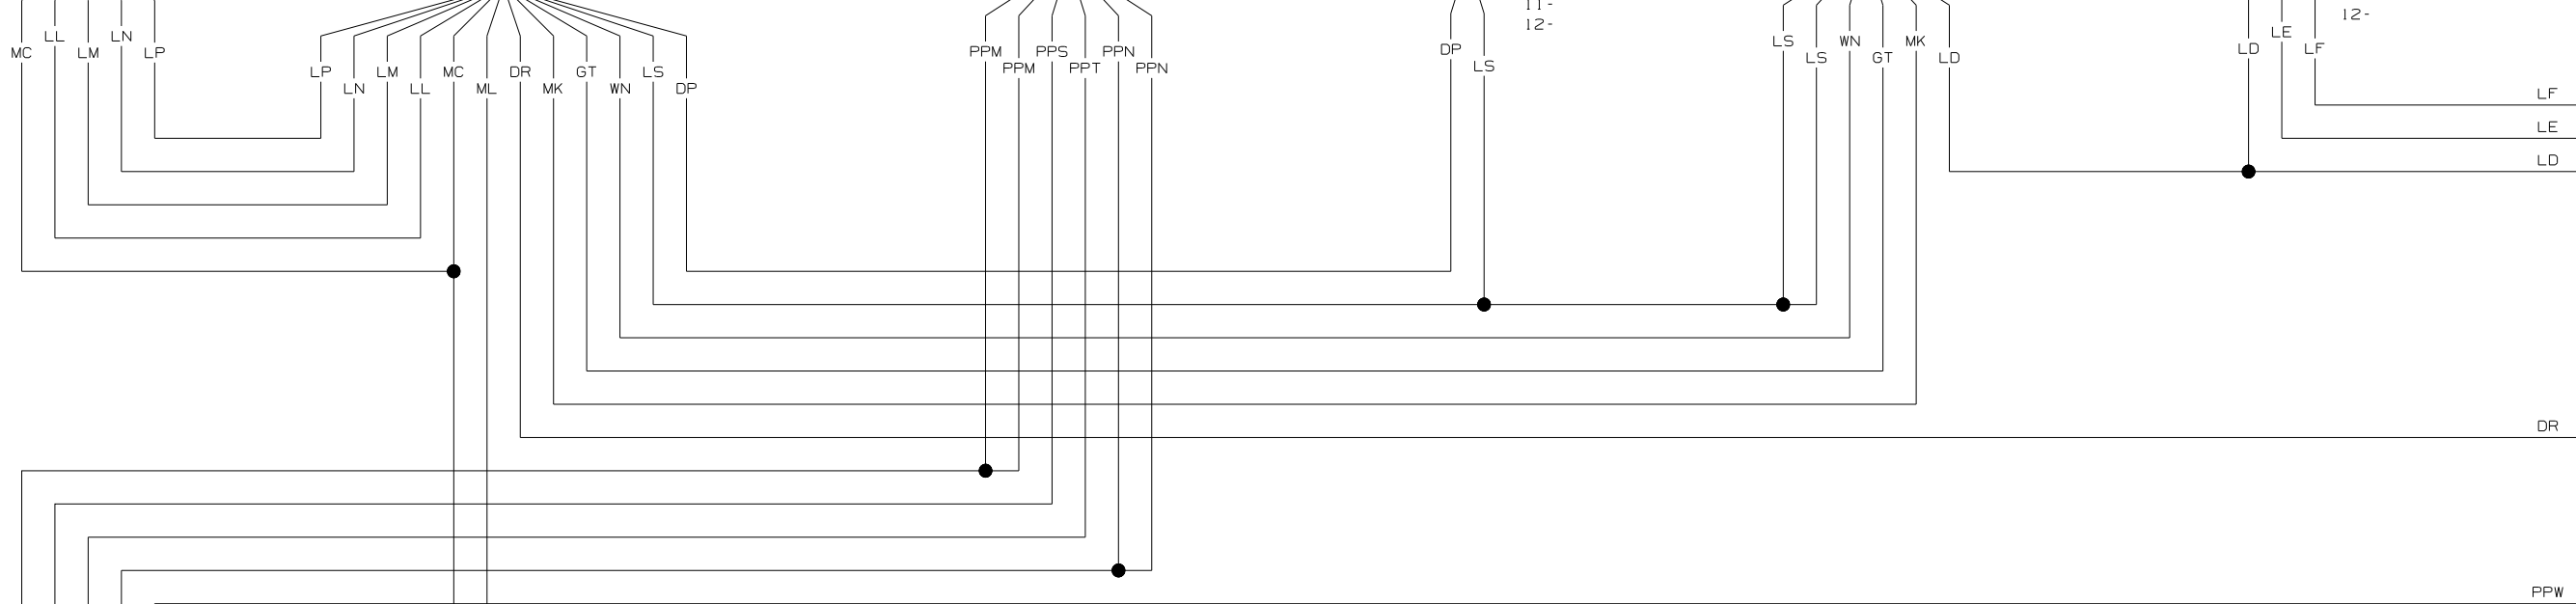 11-
12-
12-
LL LN LE
MC LM LP PPM PPS PPN DP LS WN MK LD LF
LP LM MC DR GT LS PPM PPT PPN LS LS GT LD
LN LL ML MK WN DP
LF
LE
LD
DR
PPW